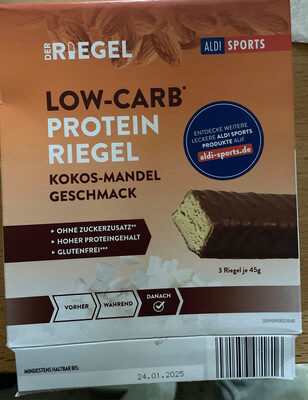 DER RIEGEL
ALDI SPORTS
LOW-CARB*
PROTEIN
RIEGEL
KOKOS-MANDEL
GESCHMACK
ENTDECKE WEITERE
LECKERE ALDI SPORTS
PRODUKTE AUF
aldi-sports.de
OHNE ZUCKERZUSATZ**
HOHER PROTEINGEHALT
GLUTENFREI***
3 Riegel je 45g
VORHER
WÄHREND
DANACH
SERVIERVORSCHLAG
MINDESTENS HALTBAR BIS:
24.01.2025